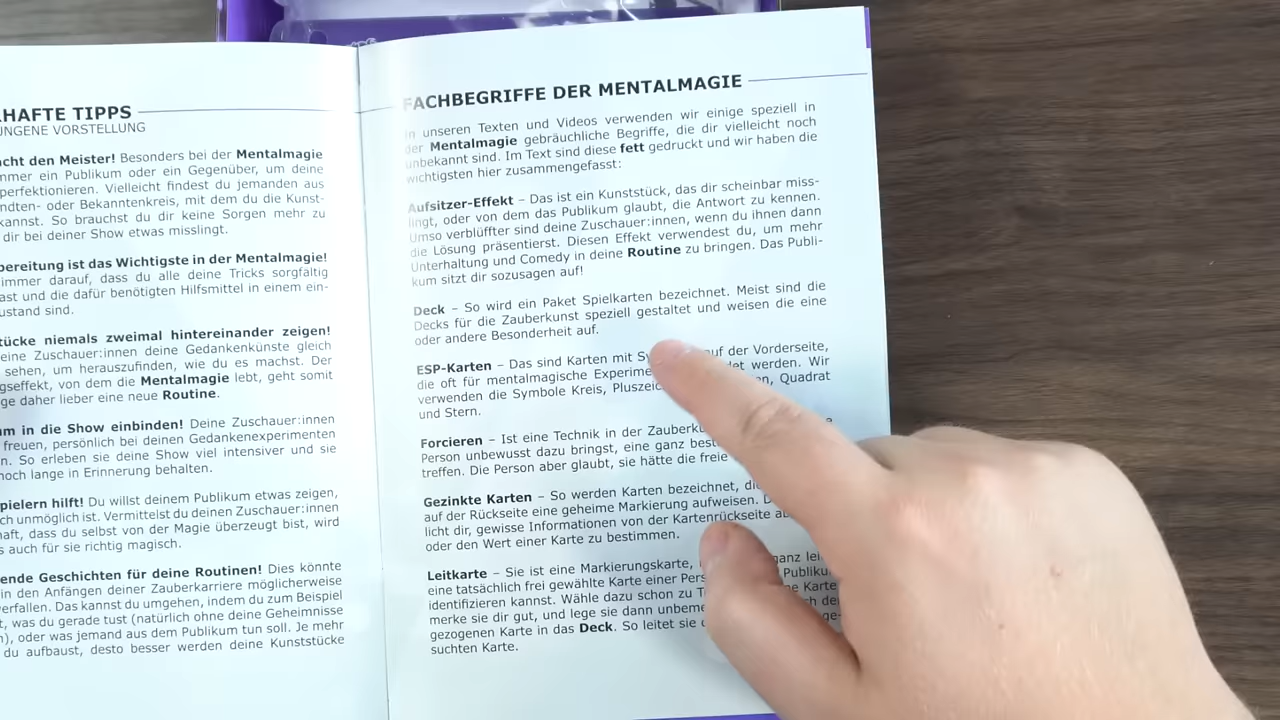 HAFTE TIPPS
UNGENE VORSTELLUNG
acht den Meister! Besonders bei der Mentalmagie
mmer ein Publikum oder ein Gegenüber, um deine
perfektionieren. Vielleicht findest du jemanden aus
ndten- oder Bekanntenkreis, mit dem du die Kunst-
kannst. So brauchst du dir keine Sorgen mehr zu
dir bei deiner Show etwas misslingt.
bereitung ist das Wichtigste in der Mentalmagie!
immer darauf, dass du alle deine Tricks sorgfältig
ast und die dafür benötigten Hilfsmittel in einem ein-
ustand sind.
tücke niemals zweimal hintereinander zeigen!
eine Zuschauer:innen deine Gedankenkünste gleich
sehen, um herauszufinden, wie du es machst. Der
gseffekt, von dem die Mentalmagie lebt, geht somit
ge daher lieber eine neue Routine.
m in die Show einbinden! Deine Zuschauer:innen
freuen, persönlich bei deinen Gedankenexperimenten
n. So erleben sie deine Show viel intensiver und sie
noch lange in Erinnerung behalten.
pielern hilft! Du willst deinem Publikum etwas zeigen,
ch unmöglich ist. Vermittelst du deinen Zuschauer:innen
haft, dass du selbst von der Magie überzeugt bist, wird
s auch für sie richtig magisch.
ende Geschichten für deine Routinen! Dies könnte
in den Anfängen deiner Zauberkarriere möglicherweise
verfallen. Das kannst du umgehen, indem du zum Beispiel
t, was du gerade tust (natürlich ohne deine Geheimnisse
n), oder was jemand aus dem Publikum tun soll. Je mehr
du aufbaust, desto besser werden deine Kunststücke
FACHBEGRIFFE DER MENTALMAGIE
In unseren Texten und Videos verwenden wir einige speziell in
der Mentalmagie gebräuchliche Begriffe, die dir vielleicht noch
unbekannt sind. Im Text sind diese fett gedruckt und wir haben die
wichtigsten hier zusammengefasst:
Aufsitzer-Effekt – Das ist ein Kunststück, das dir scheinbar miss-
lingt, oder von dem das Publikum glaubt, die Antwort zu kennen.
Umso verblüffter sind deine Zuschauer:innen, wenn du ihnen dann
die Lösung präsentierst. Diesen Effekt verwendest du, um mehr
Unterhaltung und Comedy in deine Routine zu bringen. Das Publi-
kum sitzt dir sozusagen auf!
Deck – So wird ein Paket Spielkarten bezeichnet. Meist sind die
Decks für die Zauberkunst speziell gestaltet und weisen die eine
oder andere Besonderheit auf.
ESP-Karten – Das sind Karten mit Sy auf der Vorderseite,
die oft für mentalmagische Experime det werden. Wir
verwenden die Symbole Kreis, Pluszeic en, Quadrat
und Stern.
Forcieren – Ist eine Technik in der Zauberku
Person unbewusst dazu bringst, eine ganz best
treffen. Die Person aber glaubt, sie hätte die freie
Gezinkte Karten – So werden Karten bezeichnet, die
auf der Rückseite eine geheime Markierung aufweisen. D
licht dir, gewisse Informationen von der Kartenrückseite ab
oder den Wert einer Karte zu bestimmen.
Leitkarte – Sie ist eine Markierungskarte, ganz lei
eine tatsächlich frei gewählte Karte einer Pers Publikum
identifizieren kannst. Wähle dazu schon zu T e Karte,
merke sie dir gut, und lege sie dann unbeme ch der
gezogenen Karte in das Deck. So leitet sie d ge-
suchten Karte.